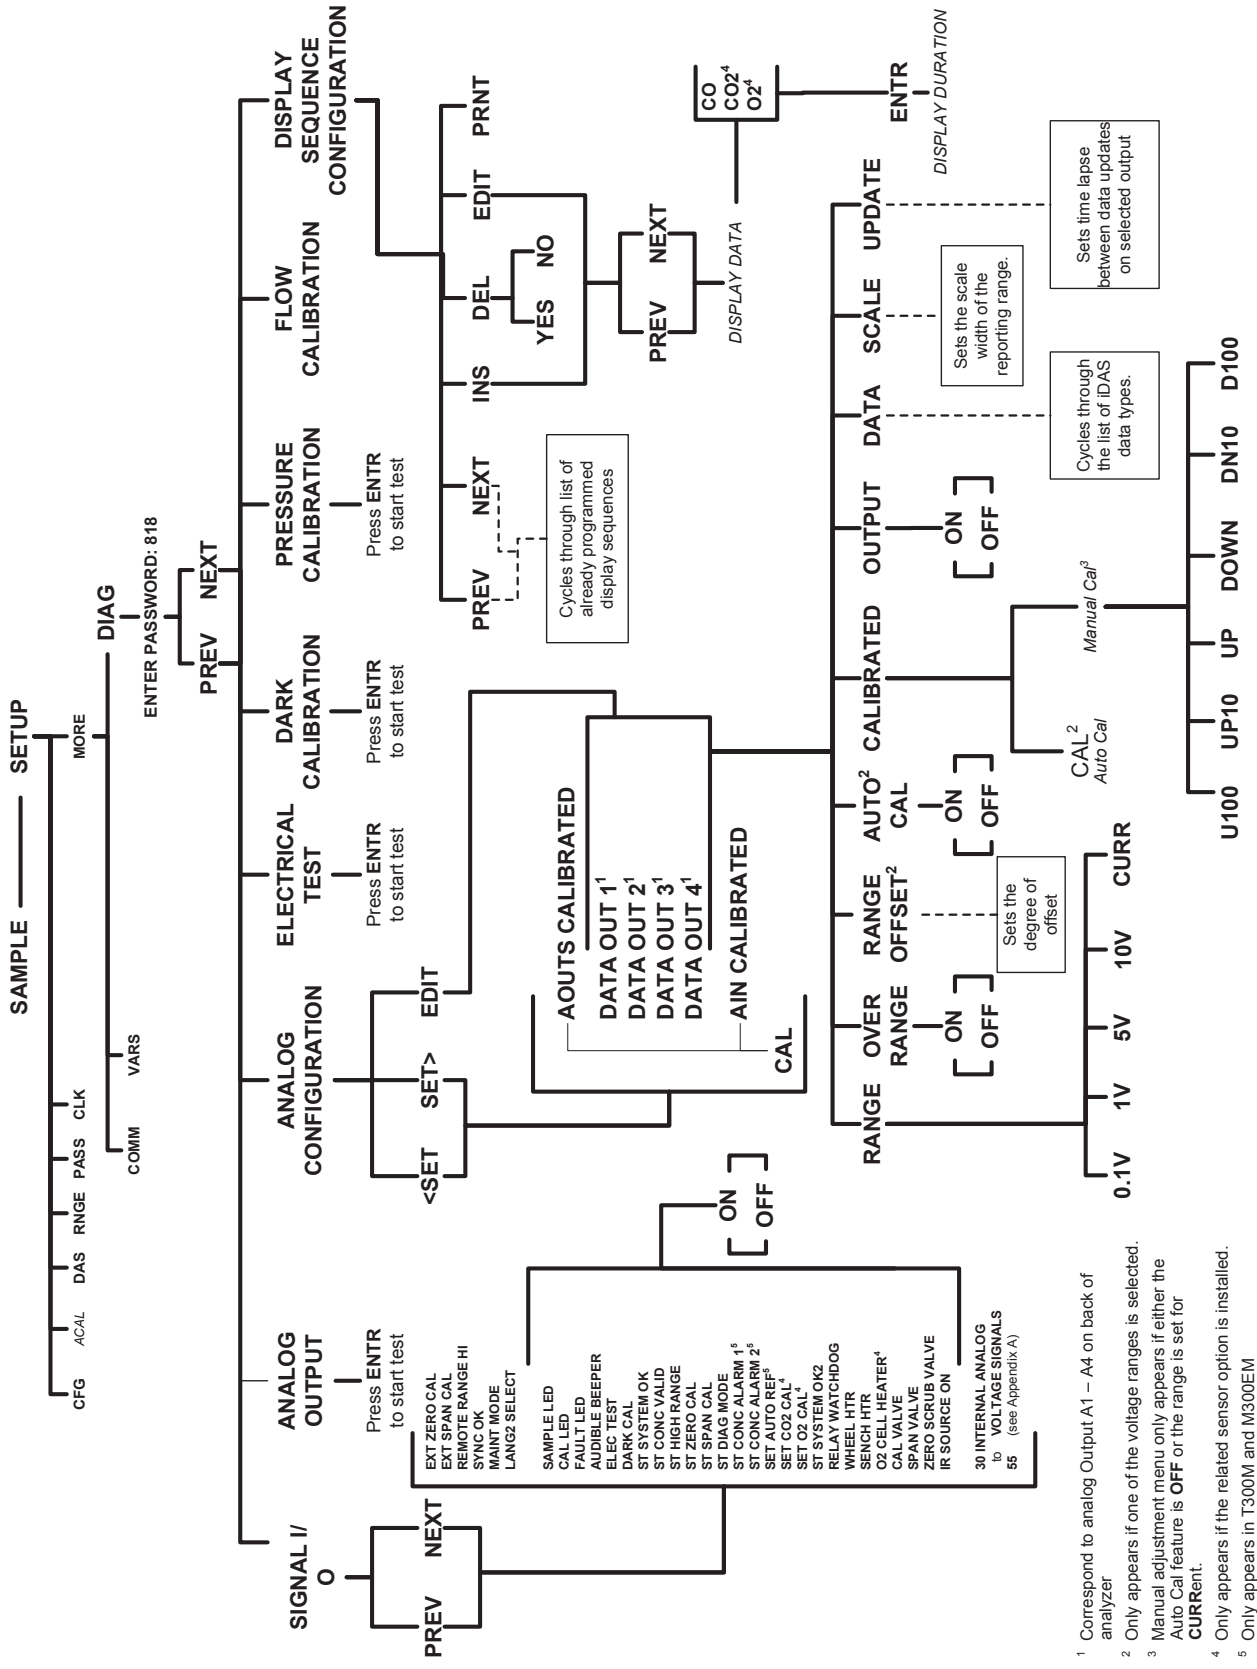 SAMPLE
SETUP
CFG
ACAL
DAS
RNGE
PASS
CLK
MORE
COMM
VARS
DIAG
ENTER PASSWORD: 818
PREV
NEXT
SIGNAL I/
O
ANALOG
OUTPUT
ANALOG
CONFIGURATION
ELECTRICAL
TEST
DARK
CALIBRATION
PRESSURE
CALIBRATION
FLOW
CALIBRATION
DISPLAY
SEQUENCE
CONFIGURATION
Press ENTR
to start test
Press ENTR
to start test
Press ENTR
to start test
Press ENTR
to start test
PREV
NEXT
<SET
SET>
EDIT
PREV
NEXT
INS
DEL
EDIT
PRNT
YES
NO
Cycles through list of
already programmed
display sequences
PREV
NEXT
DISPLAY DATA
CO
CO2⁴
O2⁴
ENTR
DISPLAY DURATION
EXT ZERO CAL
EXT SPAN CAL
REMOTE RANGE HI
SYNC OK
MAINT MODE
LANG2 SELECT
SAMPLE LED
CAL LED
FAULT LED
AUDIBLE BEEPER
ELEC TEST
DARK CAL
ST SYSTEM OK
ST CONC VALID
ST HIGH RANGE
ST ZERO CAL
ST SPAN CAL
ST DIAG MODE
ST CONC ALARM 1⁵
ST CONC ALARM 2⁵
SET AUTO REF⁵
SET CO2 CAL⁴
SET O2 CAL⁴
ST SYSTEM OK2
RELAY WATCHDOG
WHEEL HTR
SENCH HTR
O2 CELL HEATER⁴
CAL VALVE
SPAN VALVE
ZERO SCRUB VALVE
IR SOURCE ON
30 INTERNAL ANALOG
to VOLTAGE SIGNALS
55 (see Appendix A)
ON
OFF
AOUTS CALIBRATED
DATA OUT 1¹
DATA OUT 2¹
DATA OUT 3¹
DATA OUT 4¹
AIN CALIBRATED
CAL
RANGE
OVER
RANGE
RANGE
OFFSET²
AUTO²
CAL
CALIBRATED
OUTPUT
DATA
SCALE
UPDATE
ON
OFF
Sets the
degree of
offset
ON
OFF
CAL²
Auto Cal
Manual Cal³
ON
OFF
Cycles through
the list of iDAS
data types.
Sets the scale
width of the
reporting range.
Sets time lapse
between data updates
on selected output
0.1V
1V
5V
10V
CURR
U100
UP10
UP
DOWN
DN10
D100
¹ Correspond to analog Output A1 – A4 on back of
analyzer
² Only appears if one of the voltage ranges is selected.
³ Manual adjustment menu only appears if either the
Auto Cal feature is OFF or the range is set for
CURRent.
⁴ Only appears if the related sensor option is installed.
⁵ Only appears in T300M and M300EM